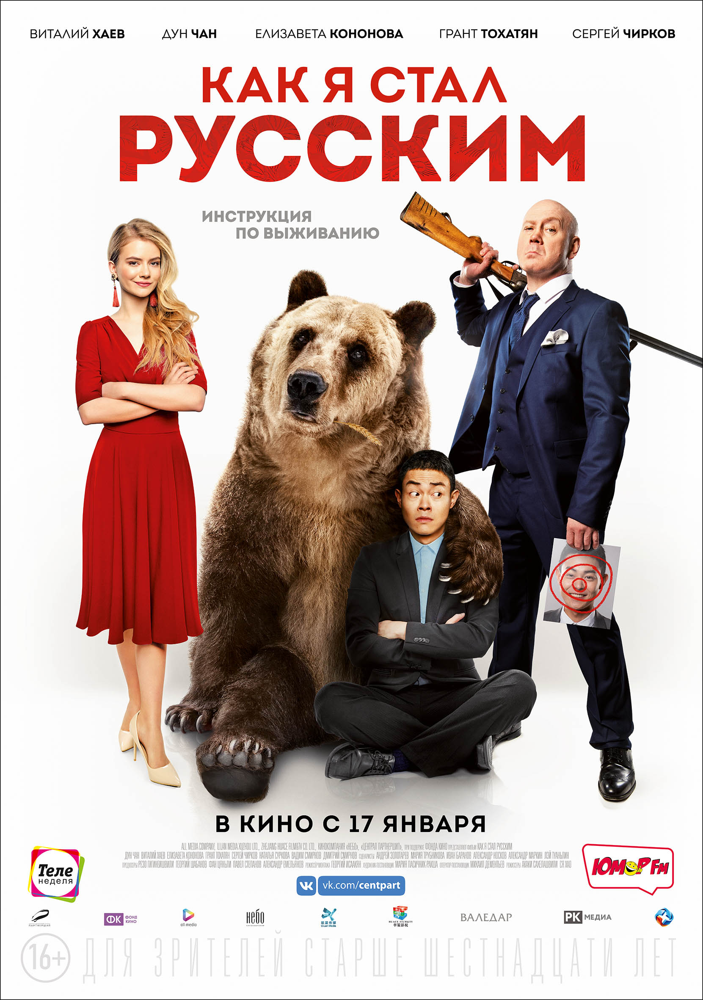 ВИТАЛИЙ ХАЕВ ДУН ЧАН ЕЛИЗАВЕТА КОНОНОВА ГРАНТ ТОХАТЯН СЕРГЕЙ ЧИРКОВ
КАК Я СТАЛ
РУССКИМ
ИНСТРУКЦИЯ
ПО ВЫЖИВАНИЮ
В КИНО С 17 ЯНВАРЯ
ALL MEDIA COMPANY, U.LAN MEDIA XUZHOU LTD., ZHEJIANG HUACE FILM&TV CO. LTD., КИНОКОМПАНИЯ «НЕБО», «ЦЕНТРАЛ ПАРТНЕРШИП», ПРИ ПОДДЕРЖКЕ ФОНДА КИНО ПРЕДСТАВЛЯЮТ ФИЛЬМ КАК Я СТАЛ РУССКИМ
ДУН ЧАН ВИТАЛИЙ ХАЕВ ЕЛИЗАВЕТА КОНОНОВА ГРАНТ ТОХАТЯН СЕРГЕЙ ЧИРКОВ НАТАЛЬЯ СУРКОВА ВАДИМ СМИРНОВ ДМИТРИЙ СМИРНОВ СЦЕНАРИСТЫ АНДРЕЙ ЗОЛОТАРЕВ МАРИЯ ТРУБНИКОВА ИВАН БАРАНОВ АЛЕКСАНДР НОСКОВ АЛЕКСАНДР МАРКИН ЛЭЙ ТУАНЬЛИН
ПРОДЮСЕРЫ РЕЗО ГИГИНЕИШВИЛИ ГЕОРГИЙ ШАБАНОВ ФАН ЦЯНЬЛИ ПАВЕЛ СТЕПАНОВ АЛЕКСАНДР ЕМЕЛЬЯНОВ РЕЖИССЁР МОНТАЖА ГЕОРГИЙ ИСААКЯН ХУДОЖНИК-ПОСТАНОВЩИК МАРИЯ ПАСИЧНИК-РАКША ОПЕРАТОР-ПОСТАНОВЩИК МИХАИЛ ДЕМЕНТЬЕВ РЕЖИССЕРЫ АКАКИ САХЕЛАШВИЛИ СЯ ХАО
Теле
неделя
vk.com/centpart
ЮМОР FM
ПАРТНЕРШИП
ФК ФОНД КИНО
all media
небо
悠蓝传媒
U.Lan Media
HUACE FILM&TV
华策影视
ВАЛЕДАР
РК МЕДИА
16+ ДЛЯ ЗРИТЕЛЕЙ СТАРШЕ ШЕСТНАДЦАТИ ЛЕТ